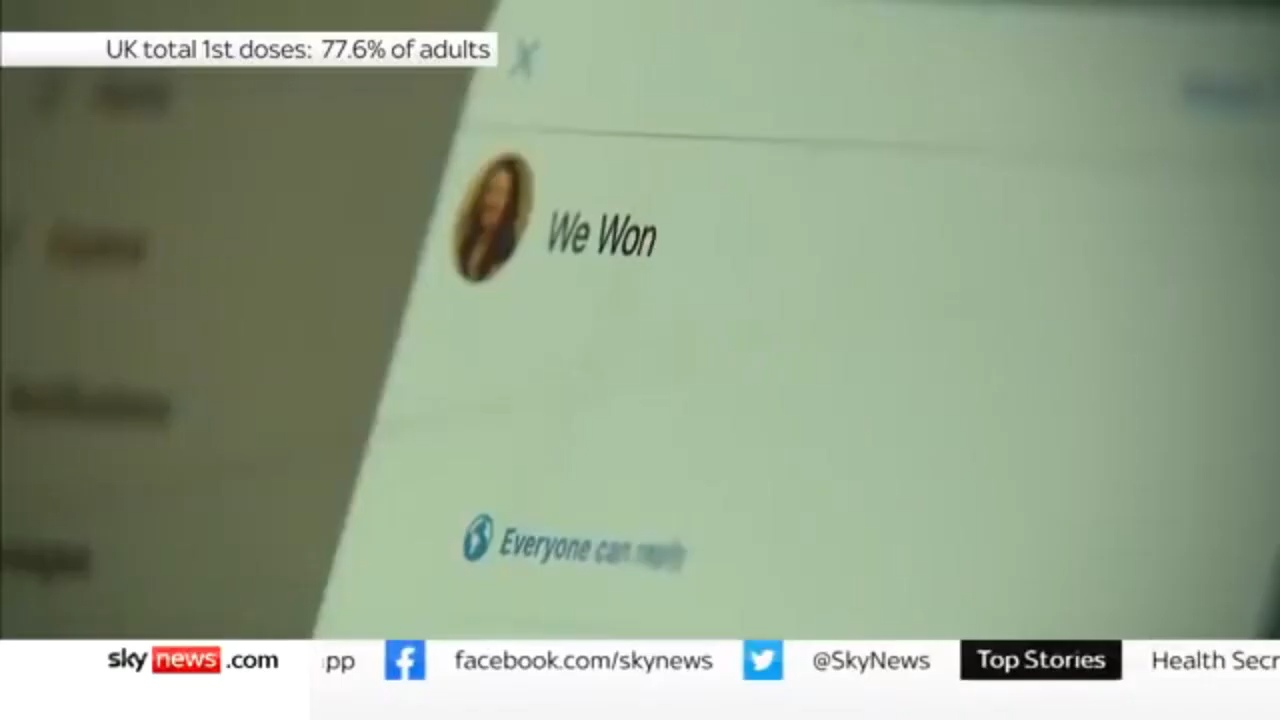 UK total 1st doses: 77.6% of adults
X
We Won
Everyone can reply
sky news .com
pp
facebook.com/skynews
@SkyNews
Top Stories
Health Secr